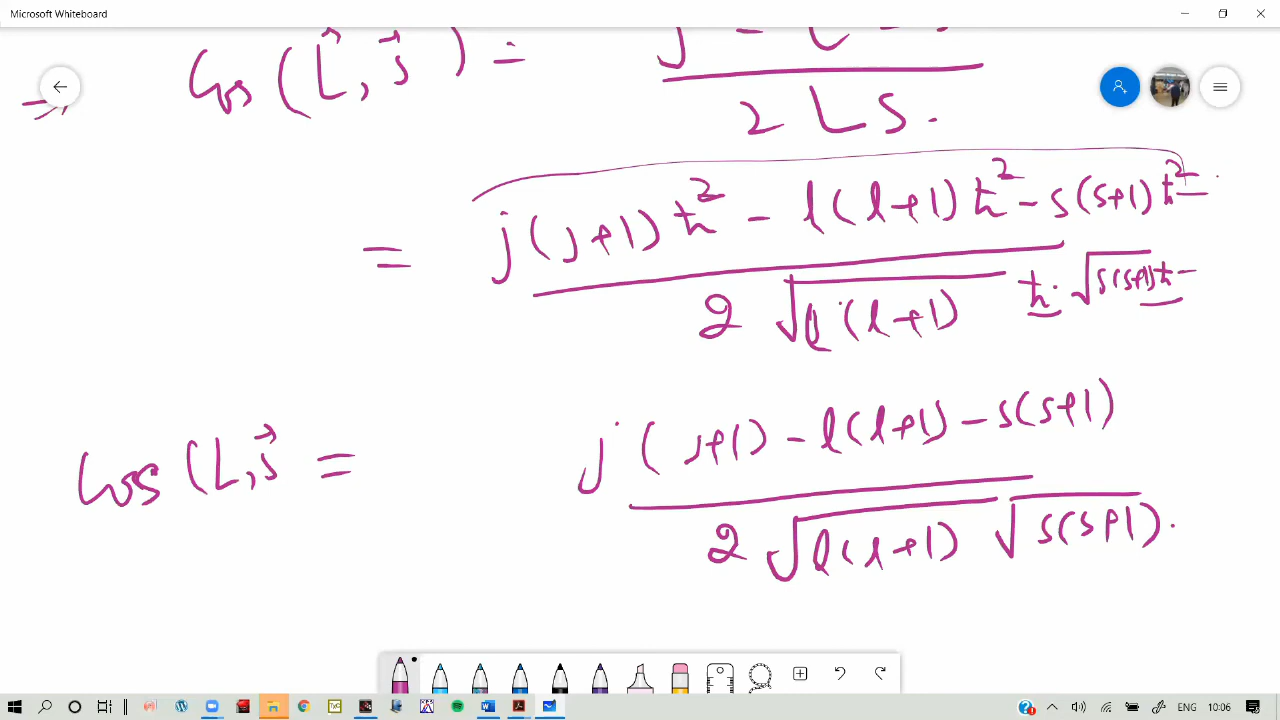 Microsoft Whiteboard
⇒ Cos(L⃗, s⃗) =
2 L S.
= j(j+1)ħ² - l(l+1)ħ² - s(s+1)ħ²
2 √l(l+1) ħ. √s(s+1) ħ
Cos(L, s⃗ = j(j+1) - l(l+1) - s(s+1)
2 √l(l+1) √s(s+1).
ENG 10:06